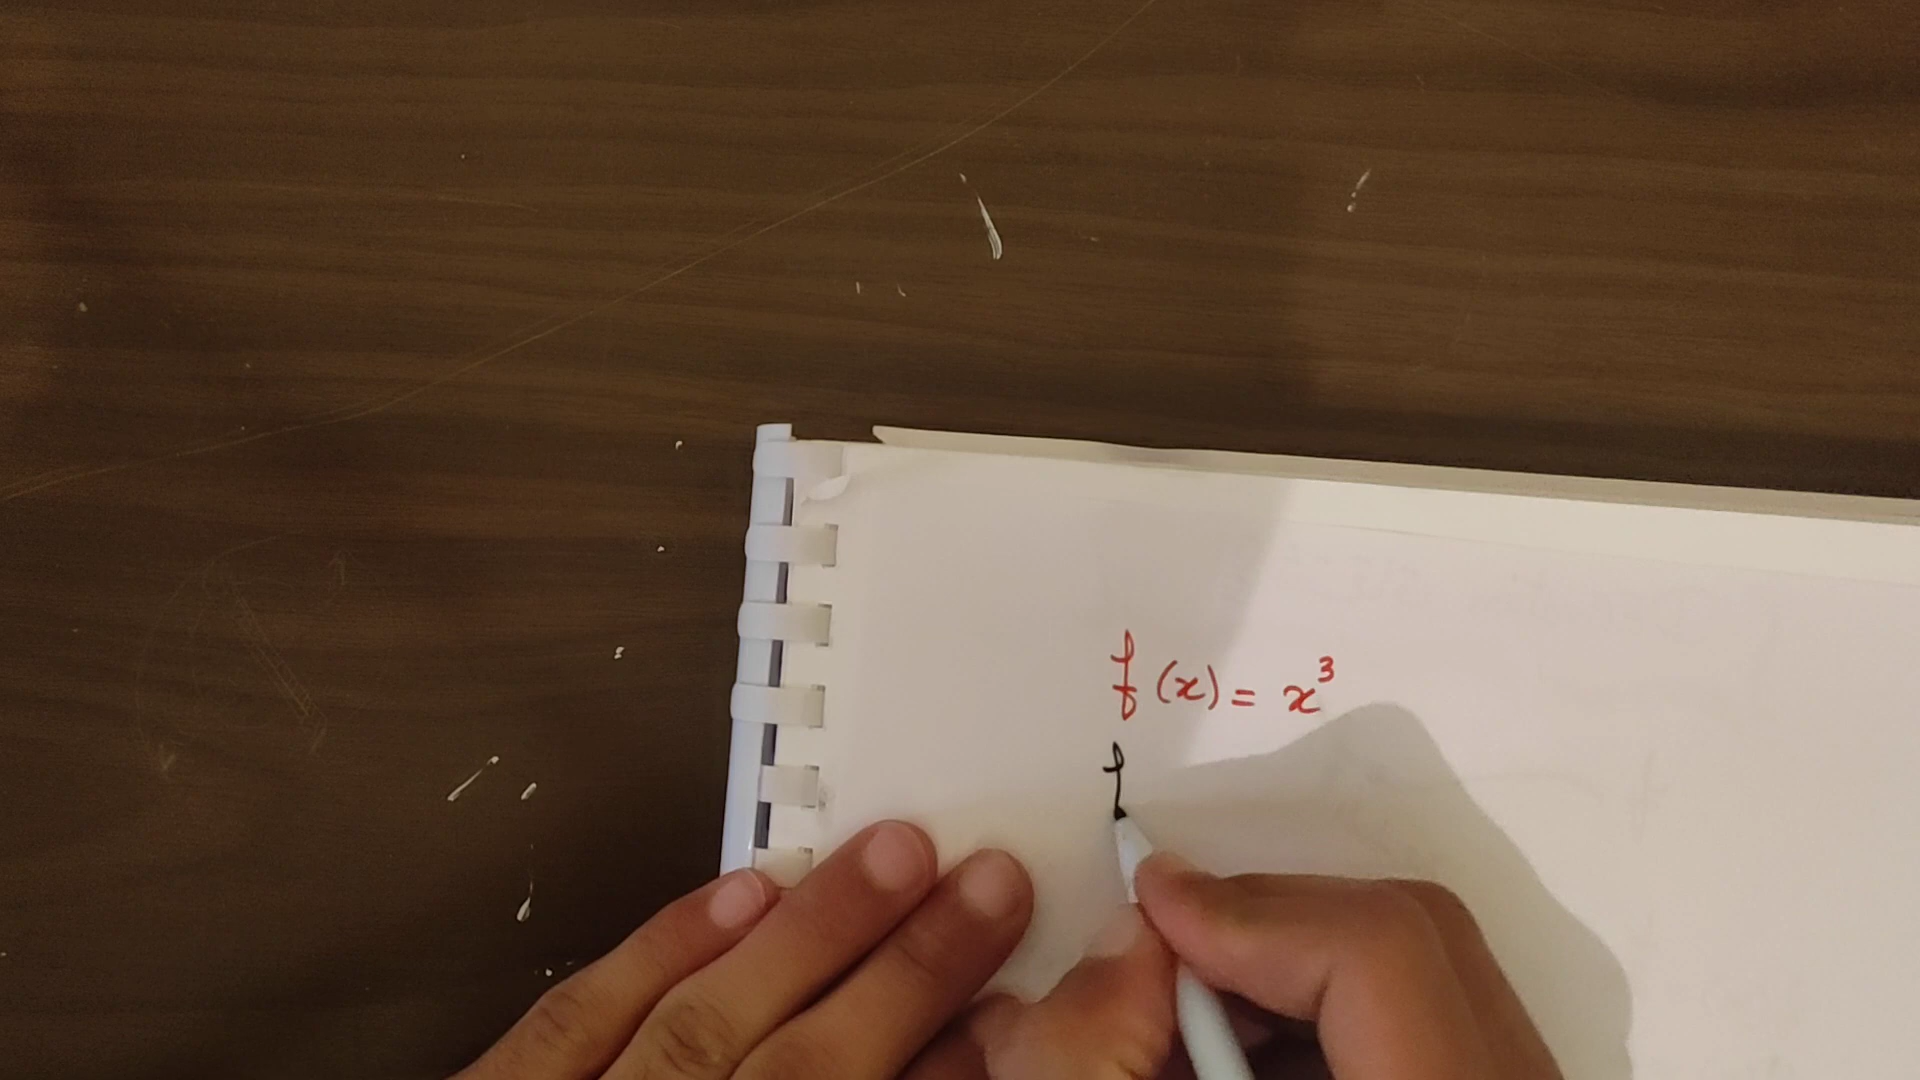 f(x) = x³
f